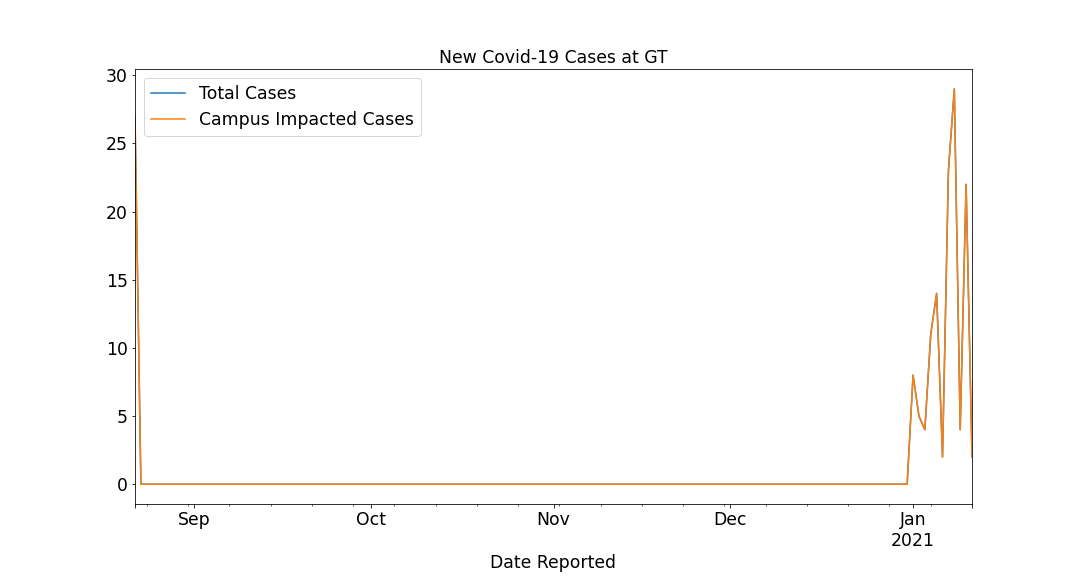 New Covid-19 Cases at GT
30
25
20
15
10
5
0
Total Cases
Campus Impacted Cases
Sep
Oct
Nov
Dec
Jan
2021
Date Reported